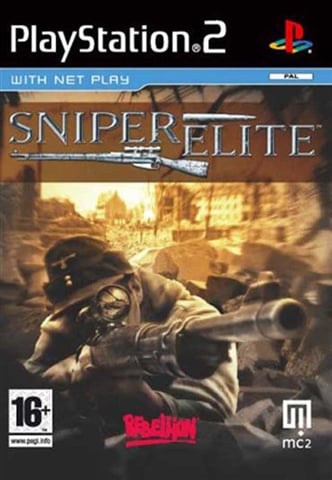 PlayStation®2
WITH NET PLAY
PAL
SNIPER ELITE
16+
www.pegi.info
REBELLION
mc2